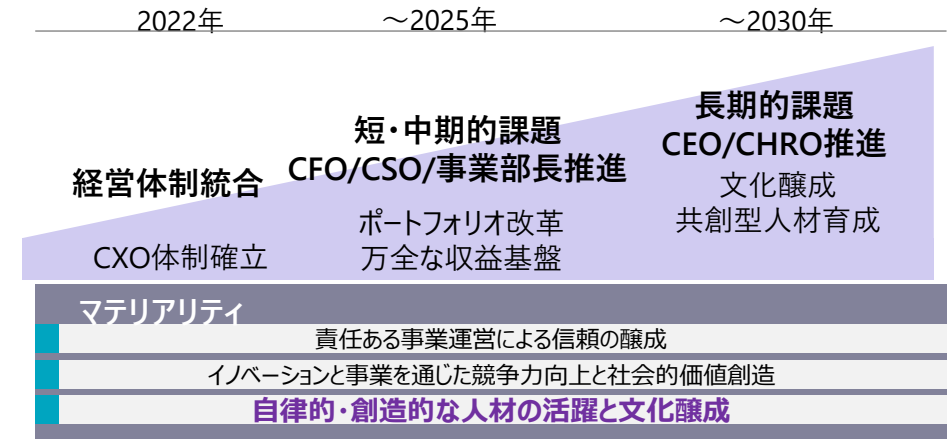 2022年 ～2025年 ～2030年
経営体制統合
CXO体制確立
短・中期的課題
CFO/CSO/事業部長推進
ポートフォリオ改革
万全な収益基盤
長期的課題
CEO/CHRO推進
文化醸成
共創型人材育成
マテリアリティ
責任ある事業運営による信頼の醸成
イノベーションと事業を通じた競争力向上と社会的価値創造
自律的・創造的な人材の活躍と文化醸成